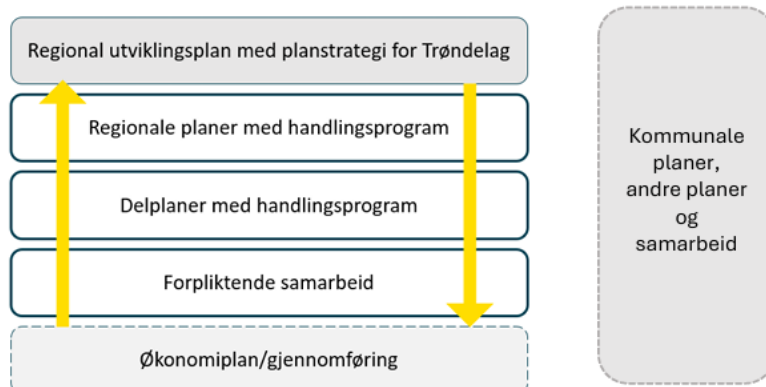 Regional utviklingsplan med planstrategi for Trøndelag
Regionale planer med handlingsprogram
Delplaner med handlingsprogram
Forpliktende samarbeid
Økonomiplan/gjennomføring
Kommunale
planer,
andre planer
og
samarbeid